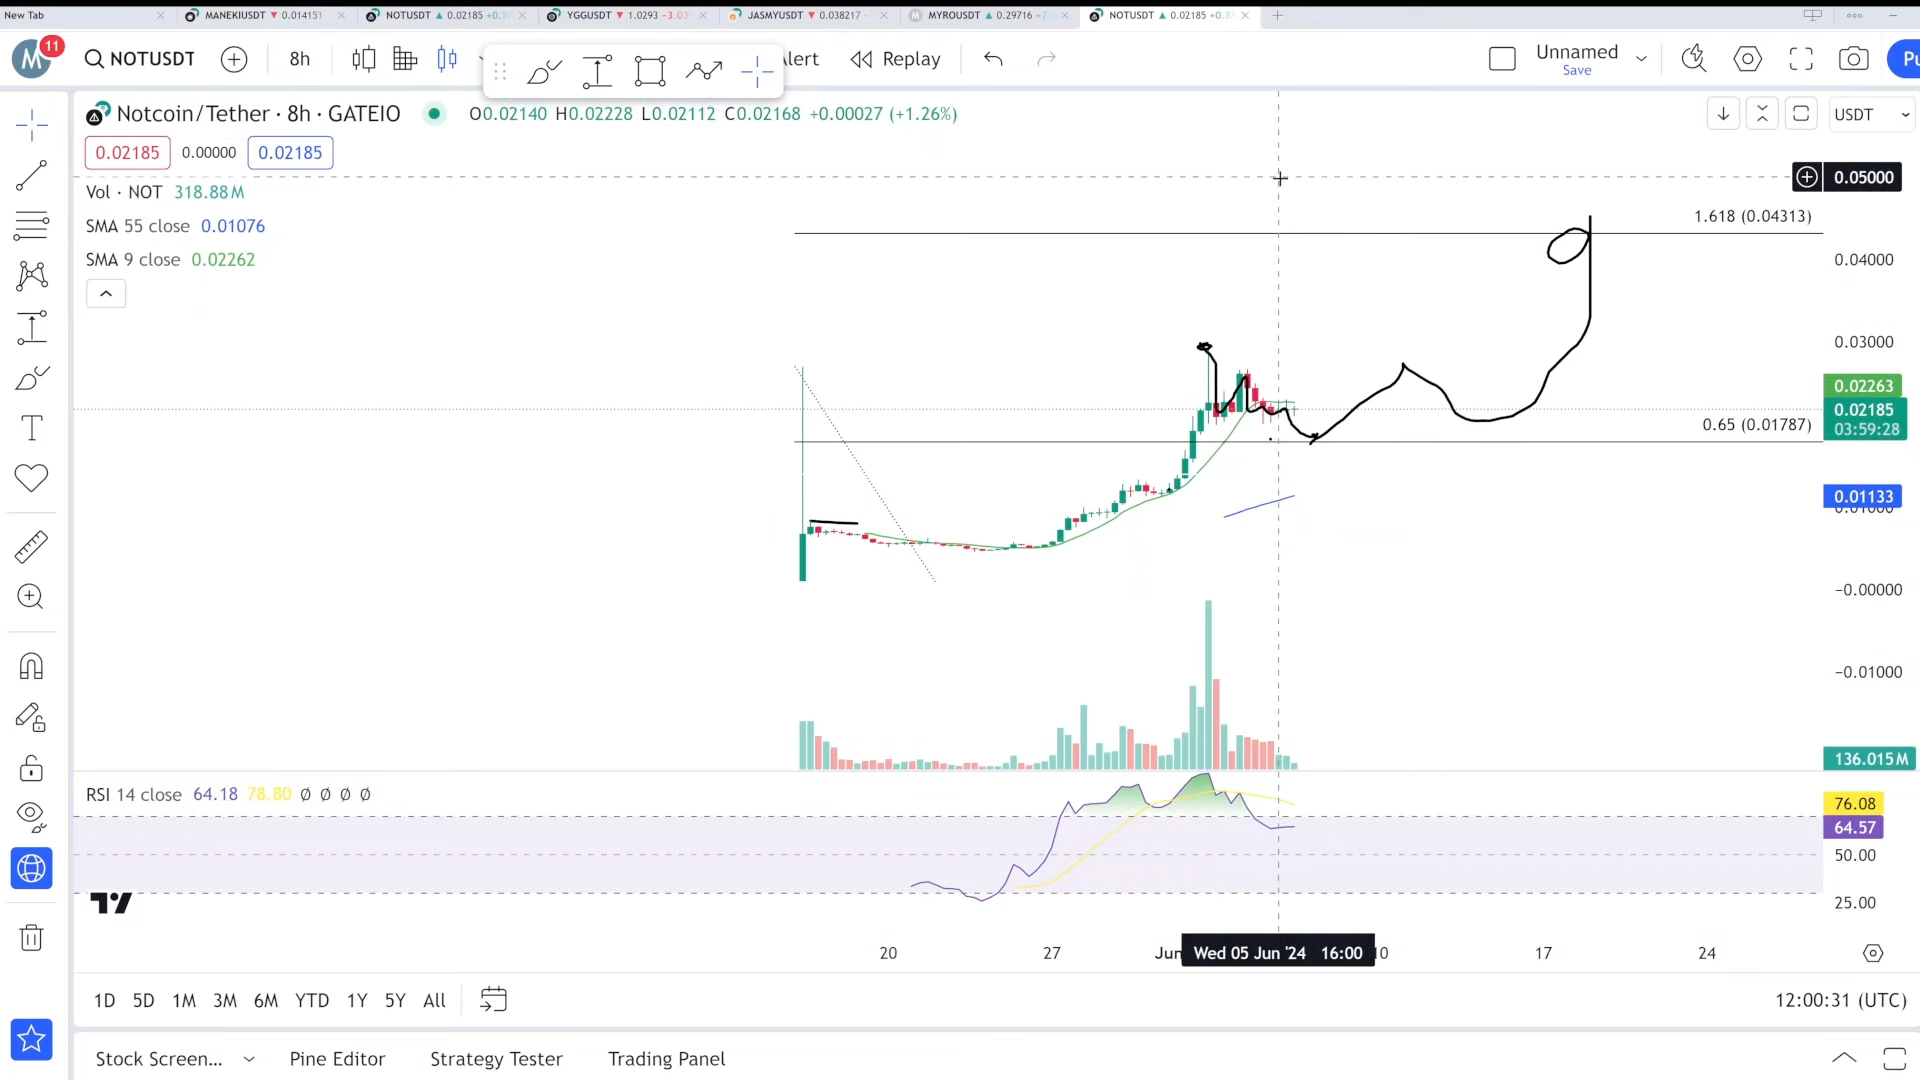 New Tab
MANEKIUSDT ▼ 0.014151
NOTUSDT ▲ 0.02185
YGGUSDT ▼ 1.0293
JASMYUSDT ▼ 0.038217
MYROUSDT ▲ 0.29716
NOTUSDT ▲ 0.02185
M 11 NOTUSDT 8h Alert Replay Unnamed
Save
Notcoin/Tether · 8h · GATEIO O0.02140 H0.02228 L0.02112 C0.02168 +0.00027 (+1.26%) USDT
0.02185 0.00000 0.02185
0.05000
Vol · NOT 318.88M
1.618 (0.04313)
SMA 55 close 0.01076
SMA 9 close 0.02262
0.04000
0.03000
0.02263
0.02185
03:59:28
0.65 (0.01787)
0.01133
−0.00000
−0.01000
136.015M
RSI 14 close 64.18 78.80 Ø Ø Ø Ø
76.08
64.57
50.00
25.00
20 27 Jun Wed 05 Jun '24 16:00 10 17 24
1D 5D 1M 3M 6M YTD 1Y 5Y All 12:00:31 (UTC)
Stock Screen... Pine Editor Strategy Tester Trading Panel